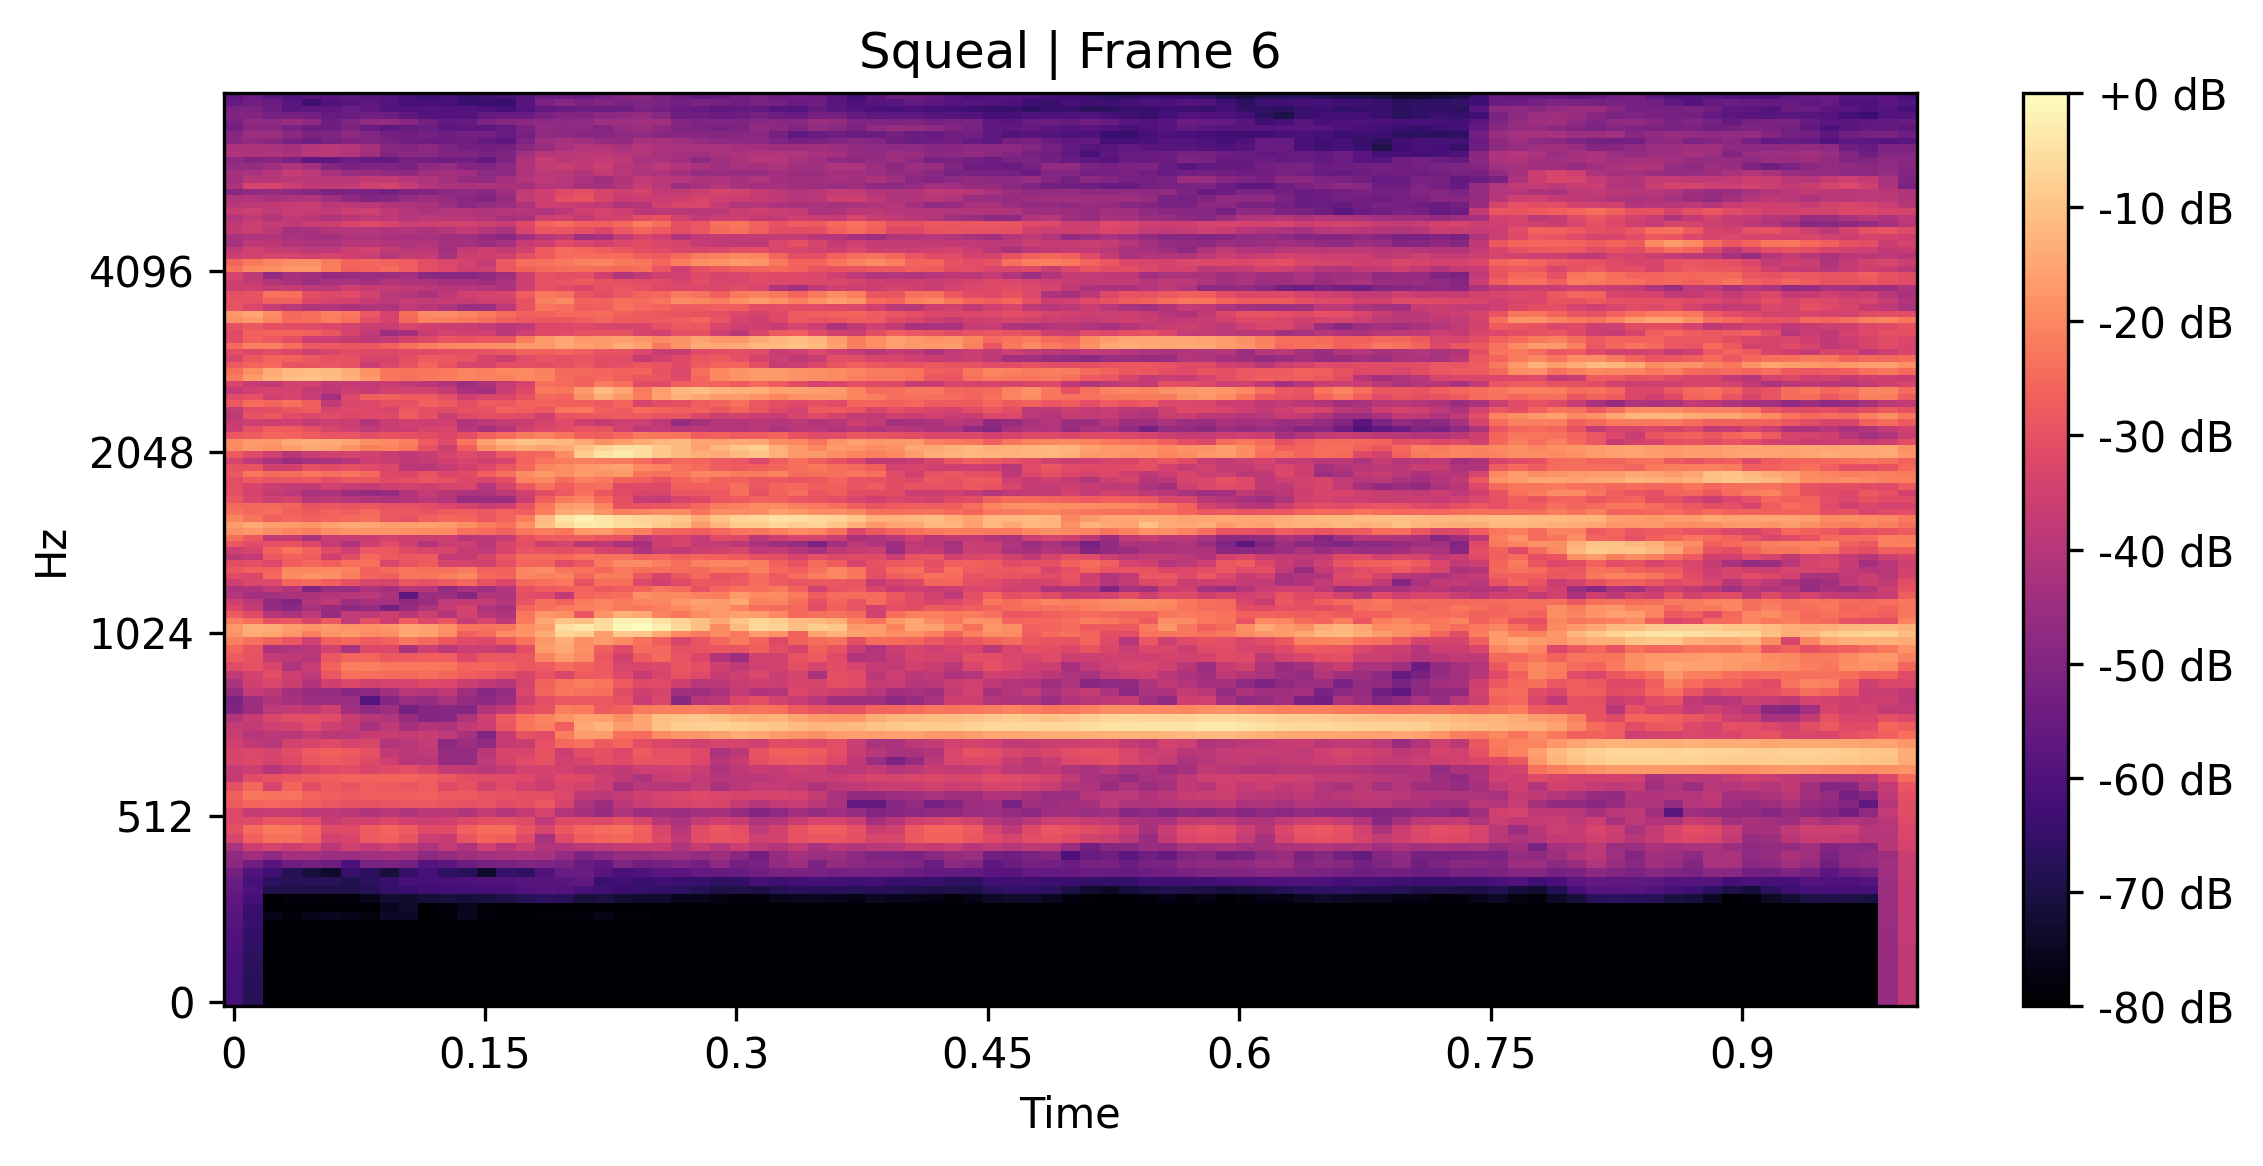 Squeal | Frame 6
+0 dB
-10 dB
-20 dB
-30 dB
-40 dB
-50 dB
-60 dB
-70 dB
-80 dB
Hz
4096
2048
1024
512
0
0 0.15 0.3 0.45 0.6 0.75 0.9
Time